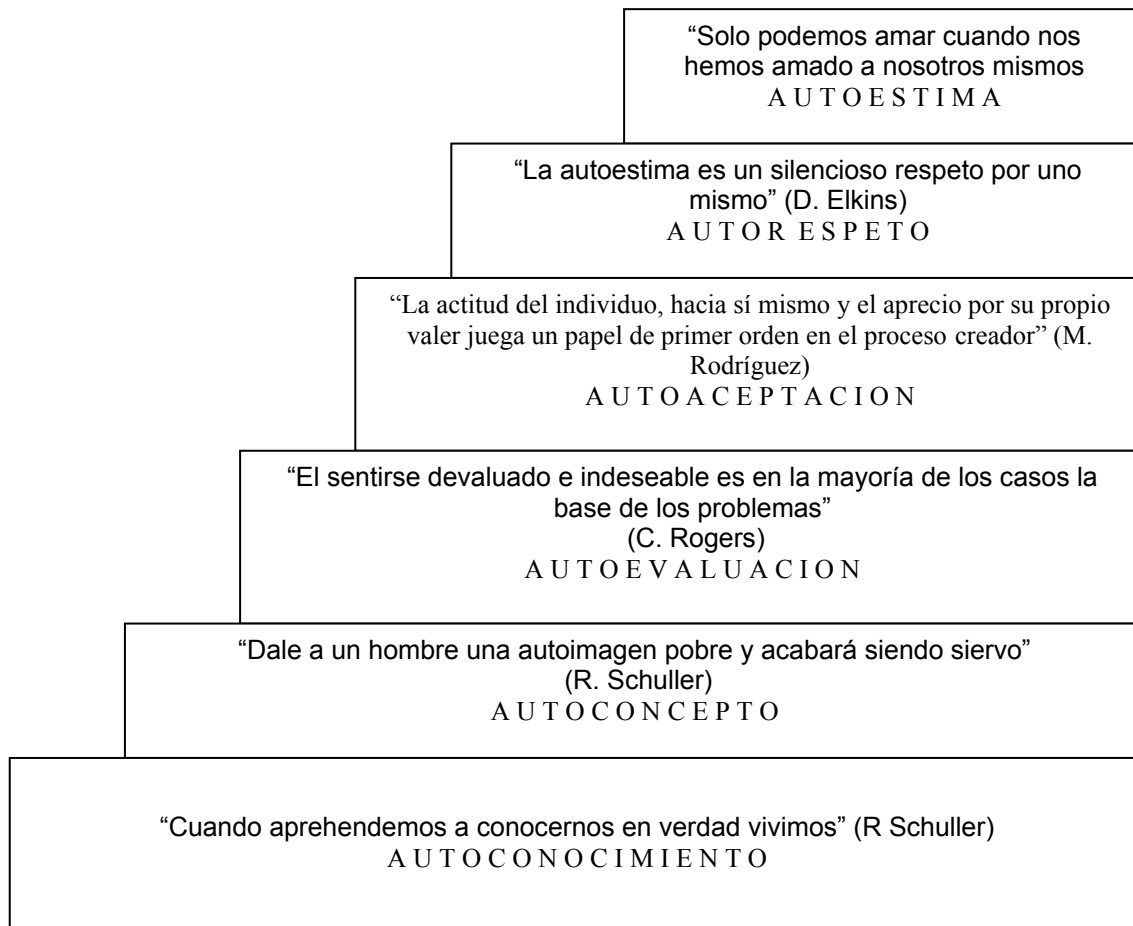 “Solo podemos amar cuando nos
hemos amado a nosotros mismos
A U T O E S T I M A
“La autoestima es un silencioso respeto por uno
mismo” (D. Elkins)
A U T O R  E S P E T O
“La actitud del individuo, hacia sí mismo y el aprecio por su propio
valer juega un papel de primer orden en el proceso creador” (M.
Rodríguez)
A U T O A C E P T A C I O N
“El sentirse devaluado e indeseable es en la mayoría de los casos la
base de los problemas”
(C. Rogers)
A U T O E V A L U A C I O N
“Dale a un hombre una autoimagen pobre y acabará siendo siervo”
(R. Schuller)
A U T O C O N C E P T O
“Cuando aprehendemos a conocernos en verdad vivimos” (R Schuller)
A U T O C O N O C I M I E N T O